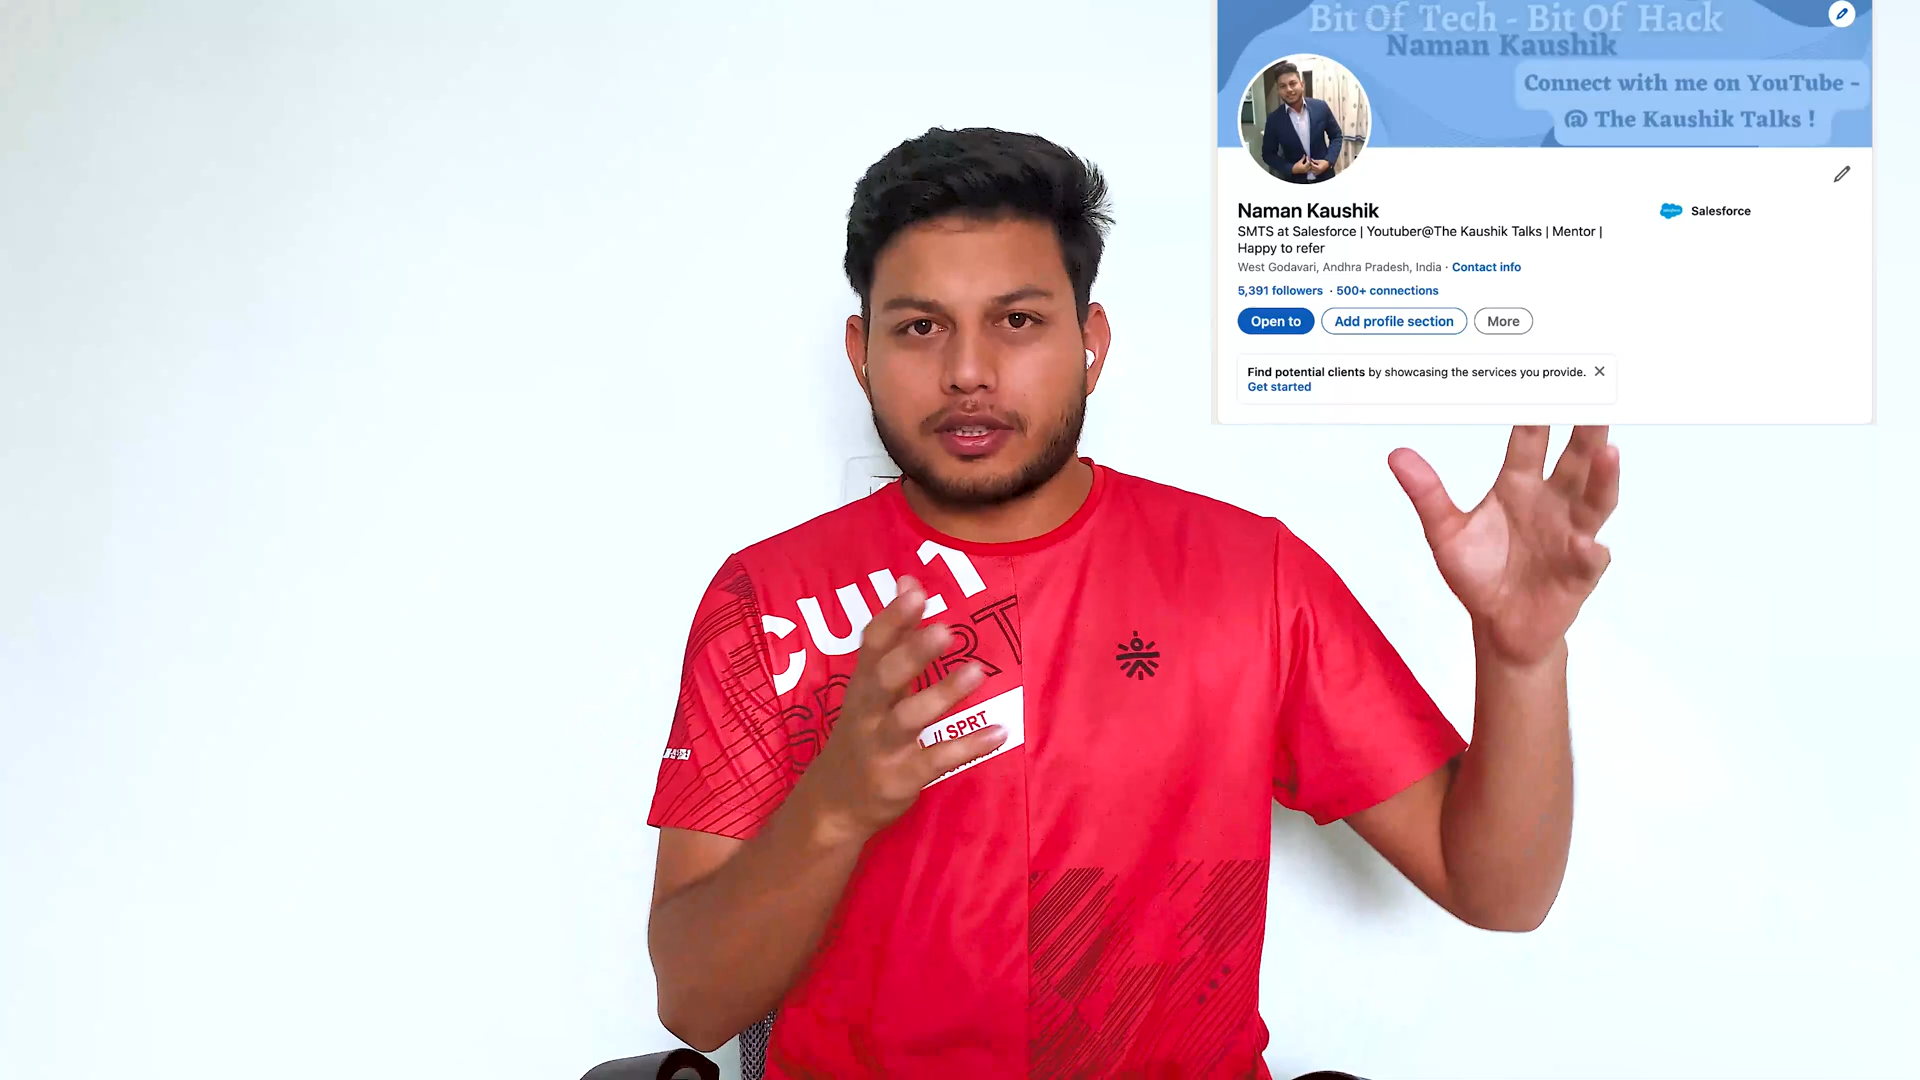 Bit Of Tech - Bit Of Hack
Naman Kaushik
Connect with me on YouTube -
@ The Kaushik Talks !
Naman Kaushik
Salesforce
SMTS at Salesforce | Youtuber@The Kaushik Talks | Mentor |
Happy to refer
West Godavari, Andhra Pradesh, India · Contact info
5,391 followers · 500+ connections
Open to
Add profile section
More
Find potential clients by showcasing the services you provide.
Get started
CULT
SPRT